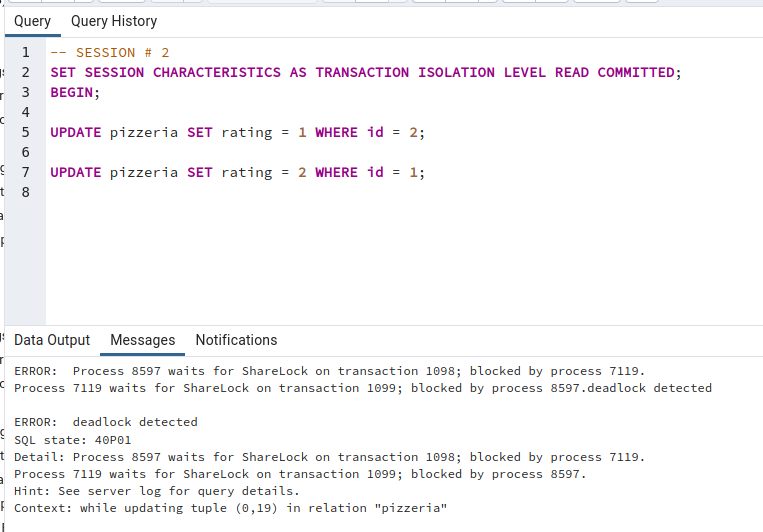 Query Query History
1 -- SESSION # 2
2 SET SESSION CHARACTERISTICS AS TRANSACTION ISOLATION LEVEL READ COMMITTED;
3 BEGIN;
4
5 UPDATE pizzeria SET rating = 1 WHERE id = 2;
6
7 UPDATE pizzeria SET rating = 2 WHERE id = 1;
8
Data Output Messages Notifications
ERROR:  Process 8597 waits for ShareLock on transaction 1098; blocked by process 7119.
Process 7119 waits for ShareLock on transaction 1099; blocked by process 8597.deadlock detected
ERROR:  deadlock detected
SQL state: 40P01
Detail: Process 8597 waits for ShareLock on transaction 1098; blocked by process 7119.
Process 7119 waits for ShareLock on transaction 1099; blocked by process 8597.
Hint: See server log for query details.
Context: while updating tuple (0,19) in relation "pizzeria"